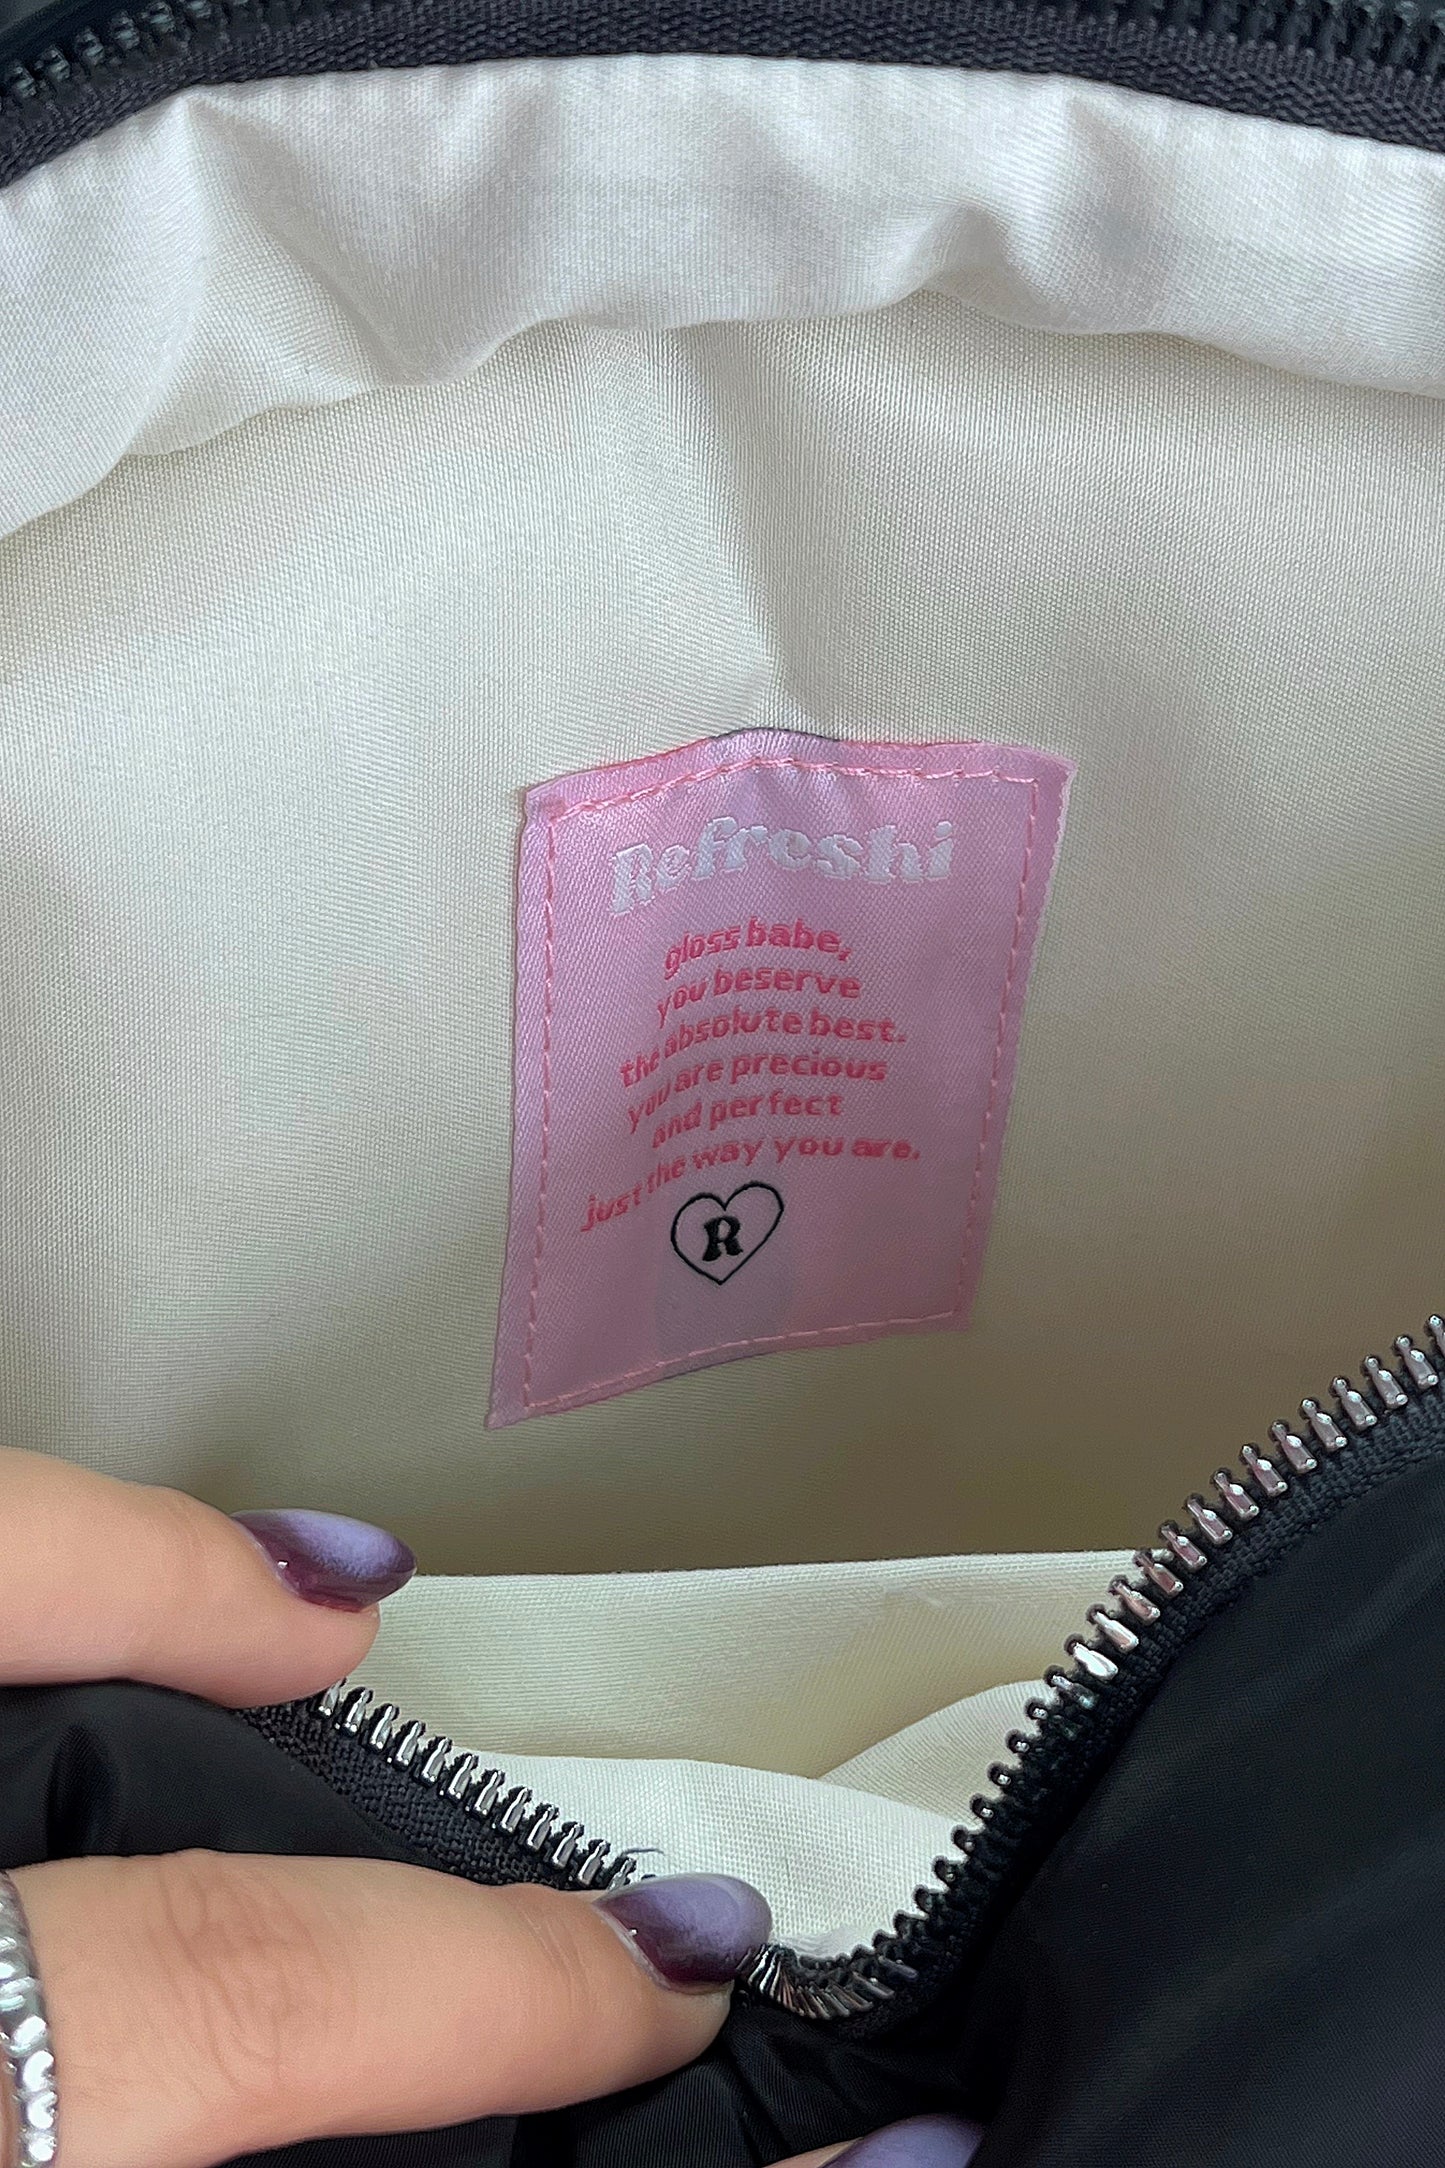 Refreshi
gloss babe,
you beserve
the absolute best.
you are precious
and perfect
just the way you are.
R